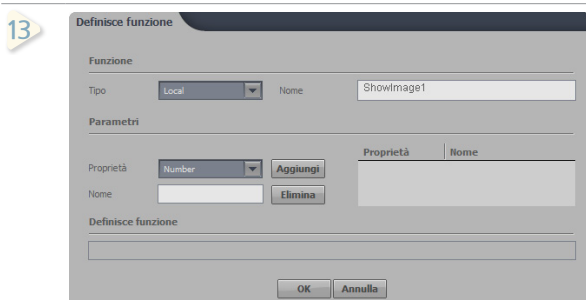 13
Definisce funzione
Funzione
Tipo Local Nome ShowImage1
Parametri
Proprietà Nome
Proprietà Number Aggiungi
Nome Elimina
Definisce funzione
OK Annulla